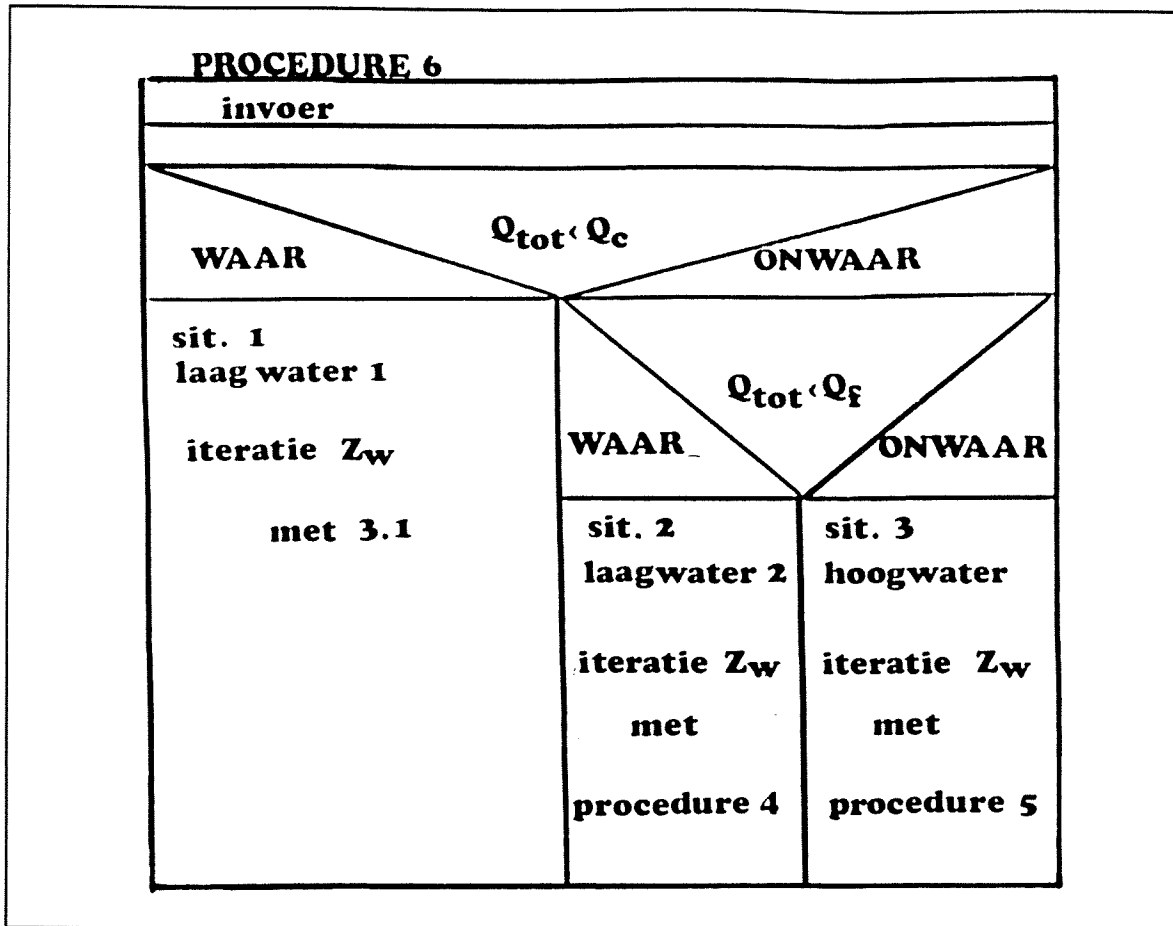 PROCEDURE 6
invoer
Qtot < Qc
WAAR
ONWAAR
sit. 1
laag water 1
iteratie Zw
met 3.1
Qtot < Qf
WAAR
ONWAAR
sit. 2
laagwater 2
iteratie Zw
met
procedure 4
sit. 3
hoogwater
iteratie Zw
met
procedure 5